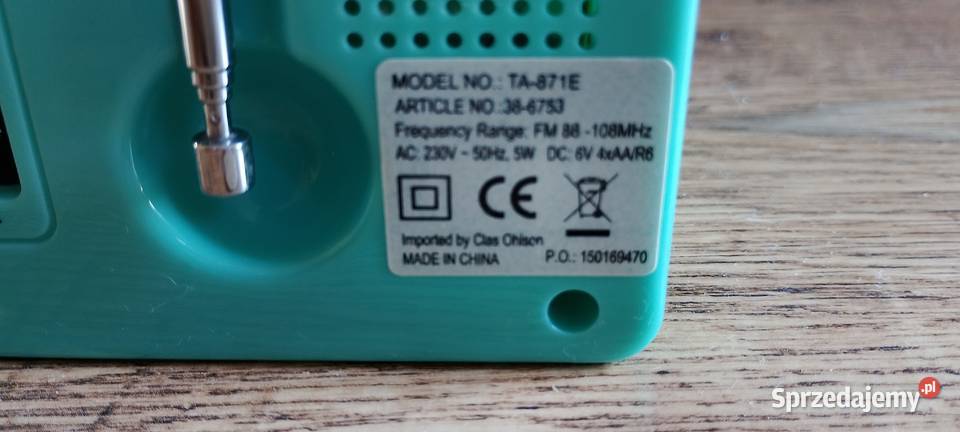 MODEL NO.: TA-871E
ARTICLE NO.:38-6753
Frequency Range: FM 88 -108MHz
AC: 230V ~ 50Hz, 5W DC: 6V 4xAA/R6
CE
Imported by Clas Ohlson
MADE IN CHINA P.O.: 150169470
Sprzedajemy.pl